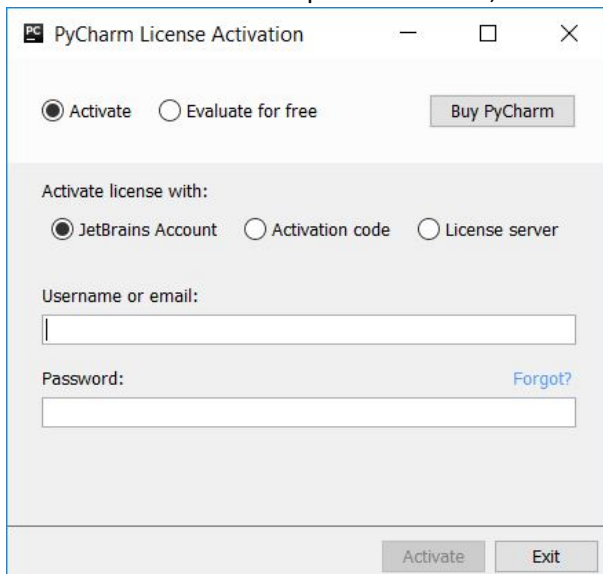 PC PyCharm License Activation
Activate Evaluate for free Buy PyCharm
Activate license with:
JetBrains Account Activation code License server
Username or email:
Password: Forgot?
Activate Exit